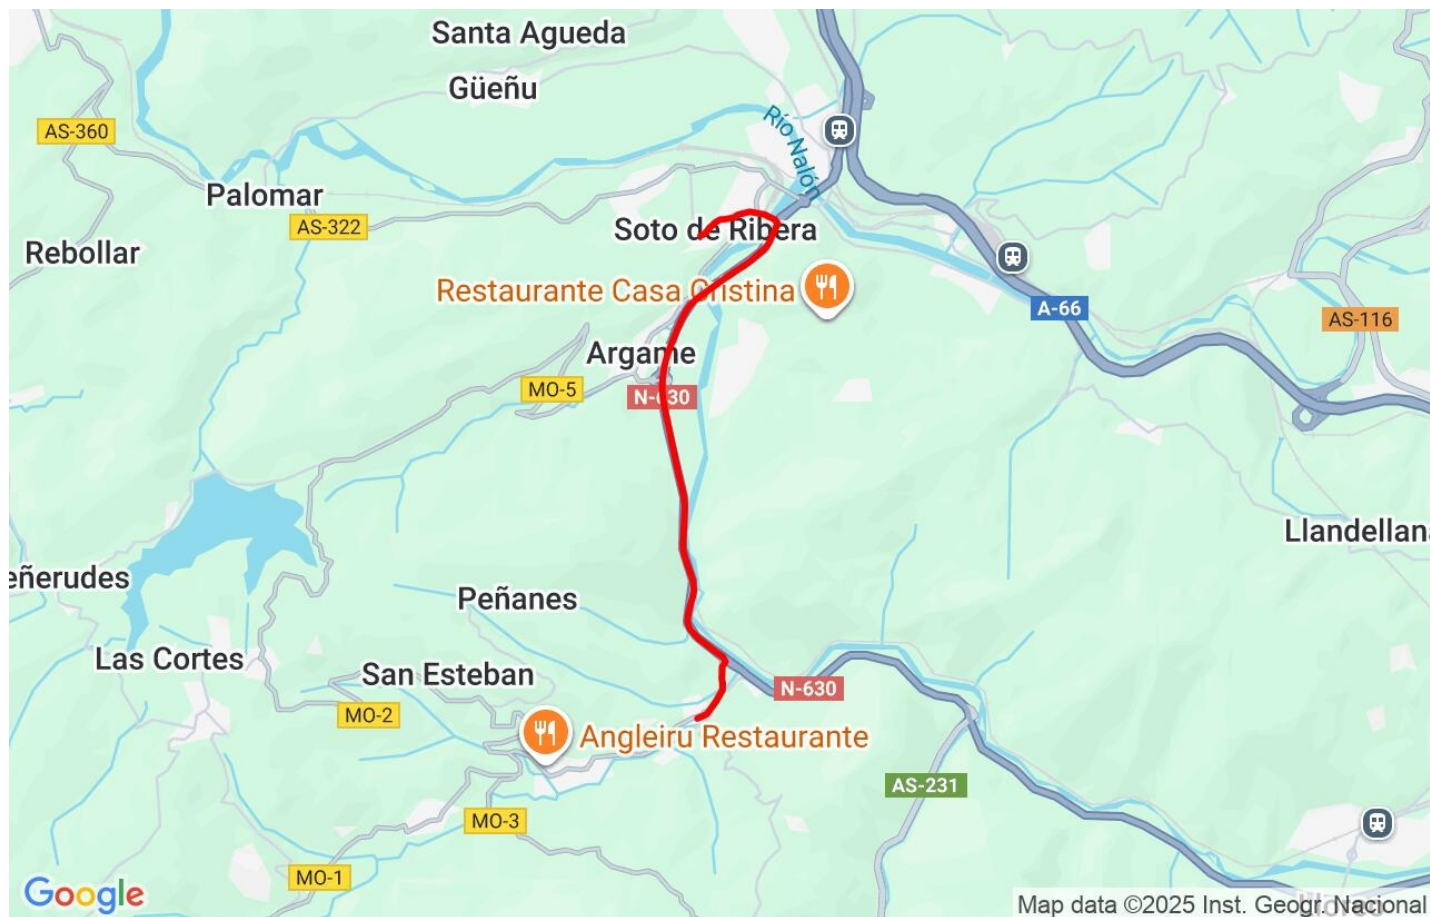 Santa Agueda
Güeñu
AS-360
Río Nalón
Palomar
AS-322
Soto de Ribera
Rebollar
Restaurante Casa Cristina
A-66
AS-116
Argame
MO-5
N-630
Llandellana
eñerudes
Peñanes
Las Cortes
San Esteban
N-630
MO-2
Angleiru Restaurante
AS-231
MO-3
MO-1
Google
Map data ©2025 Inst. Geogr. Nacional